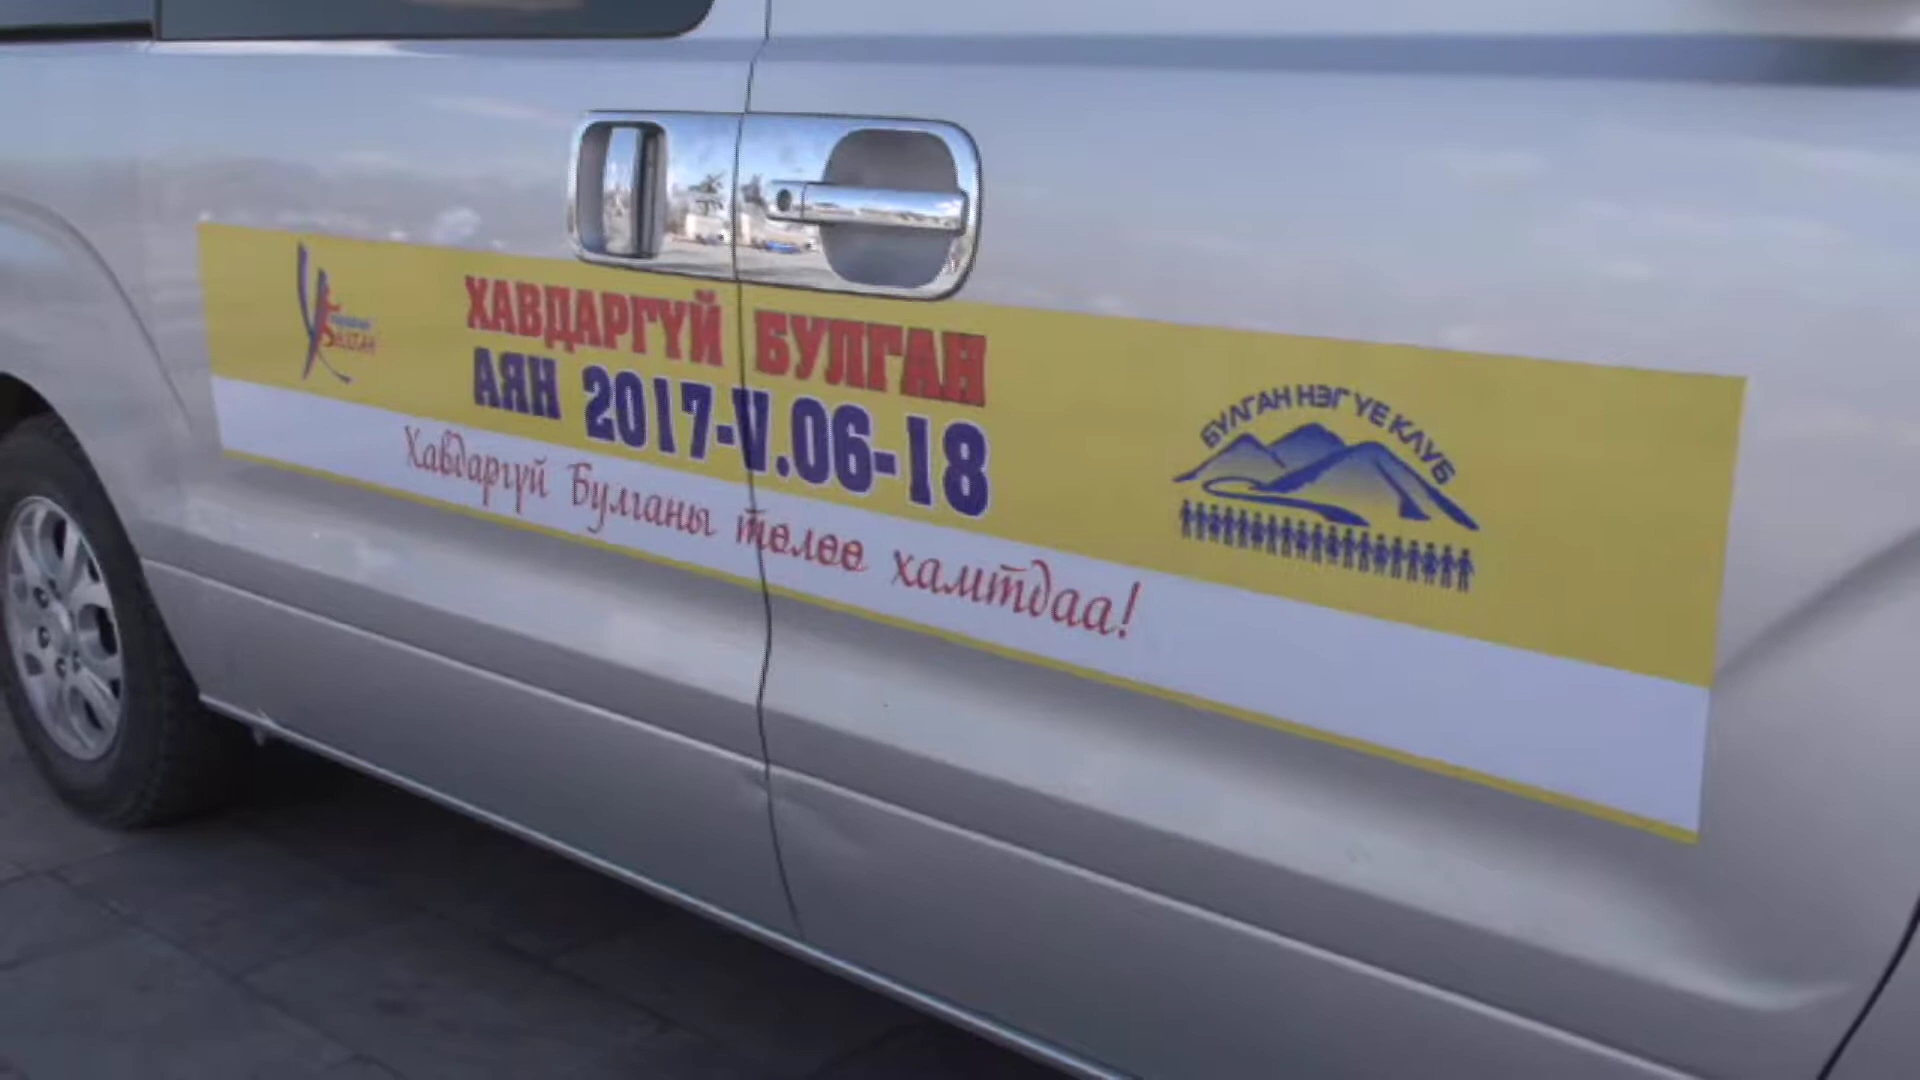 ХАВДАРГҮЙ БУЛГАН
АЯН 2017-V.06-18
Хавдаргүй Булганы төлөө хамтдаа!
БУЛГАН НЭГ ҮЕ КЛУБ